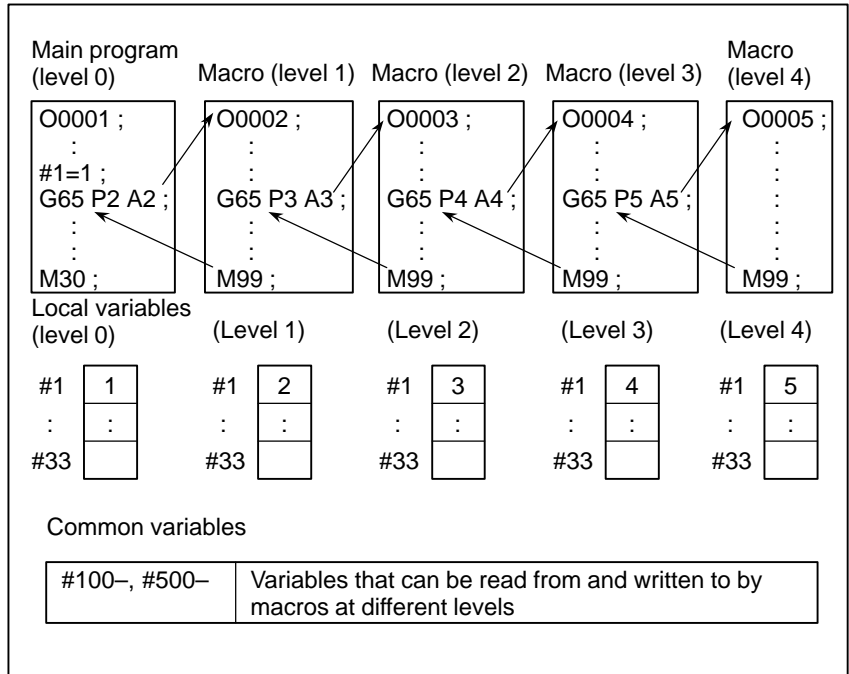 Main program
(level 0)
Macro (level 1)
Macro (level 2)
Macro (level 3)
Macro
(level 4)
O0001 ;
:
#1=1 ;
G65 P2 A2 ;
:
:
M30 ;
O0002 ;
:
:
G65 P3 A3 ;
:
:
M99 ;
O0003 ;
:
:
G65 P4 A4 ;
:
:
M99 ;
O0004 ;
:
:
G65 P5 A5 ;
:
:
M99 ;
O0005 ;
:
:
:
:
:
M99 ;
Local variables
(level 0)
(Level 1)
(Level 2)
(Level 3)
(Level 4)
#1 1 #1 2 #1 3 #1 4 #1 5
: : : : : : : : : :
#33 #33 #33 #33 #33
Common variables
#100–, #500– Variables that can be read from and written to by
macros at different levels